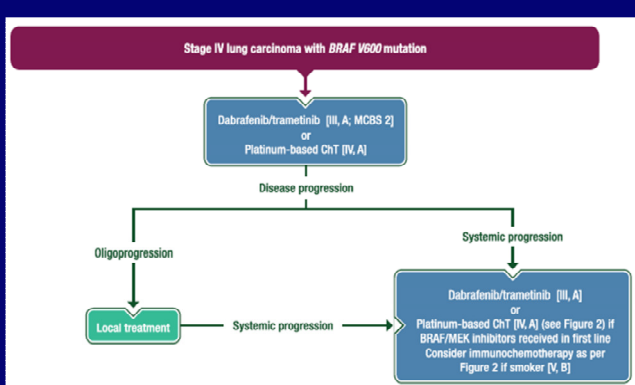 Stage IV lung carcinoma with BRAF V600 mutation
Dabrafenib/trametinib [III, A; MCBS 2]
or
Platinum-based ChT [IV, A]
Disease progression
Oligoprogression
Systemic progression
Local treatment
Systemic progression
Dabrafenib/trametinib [III, A]
or
Platinum-based ChT [IV, A] (see Figure 2) if
BRAF/MEK inhibitors received in first line
Consider immunochemotherapy as per
Figure 2 if smoker [V, B]